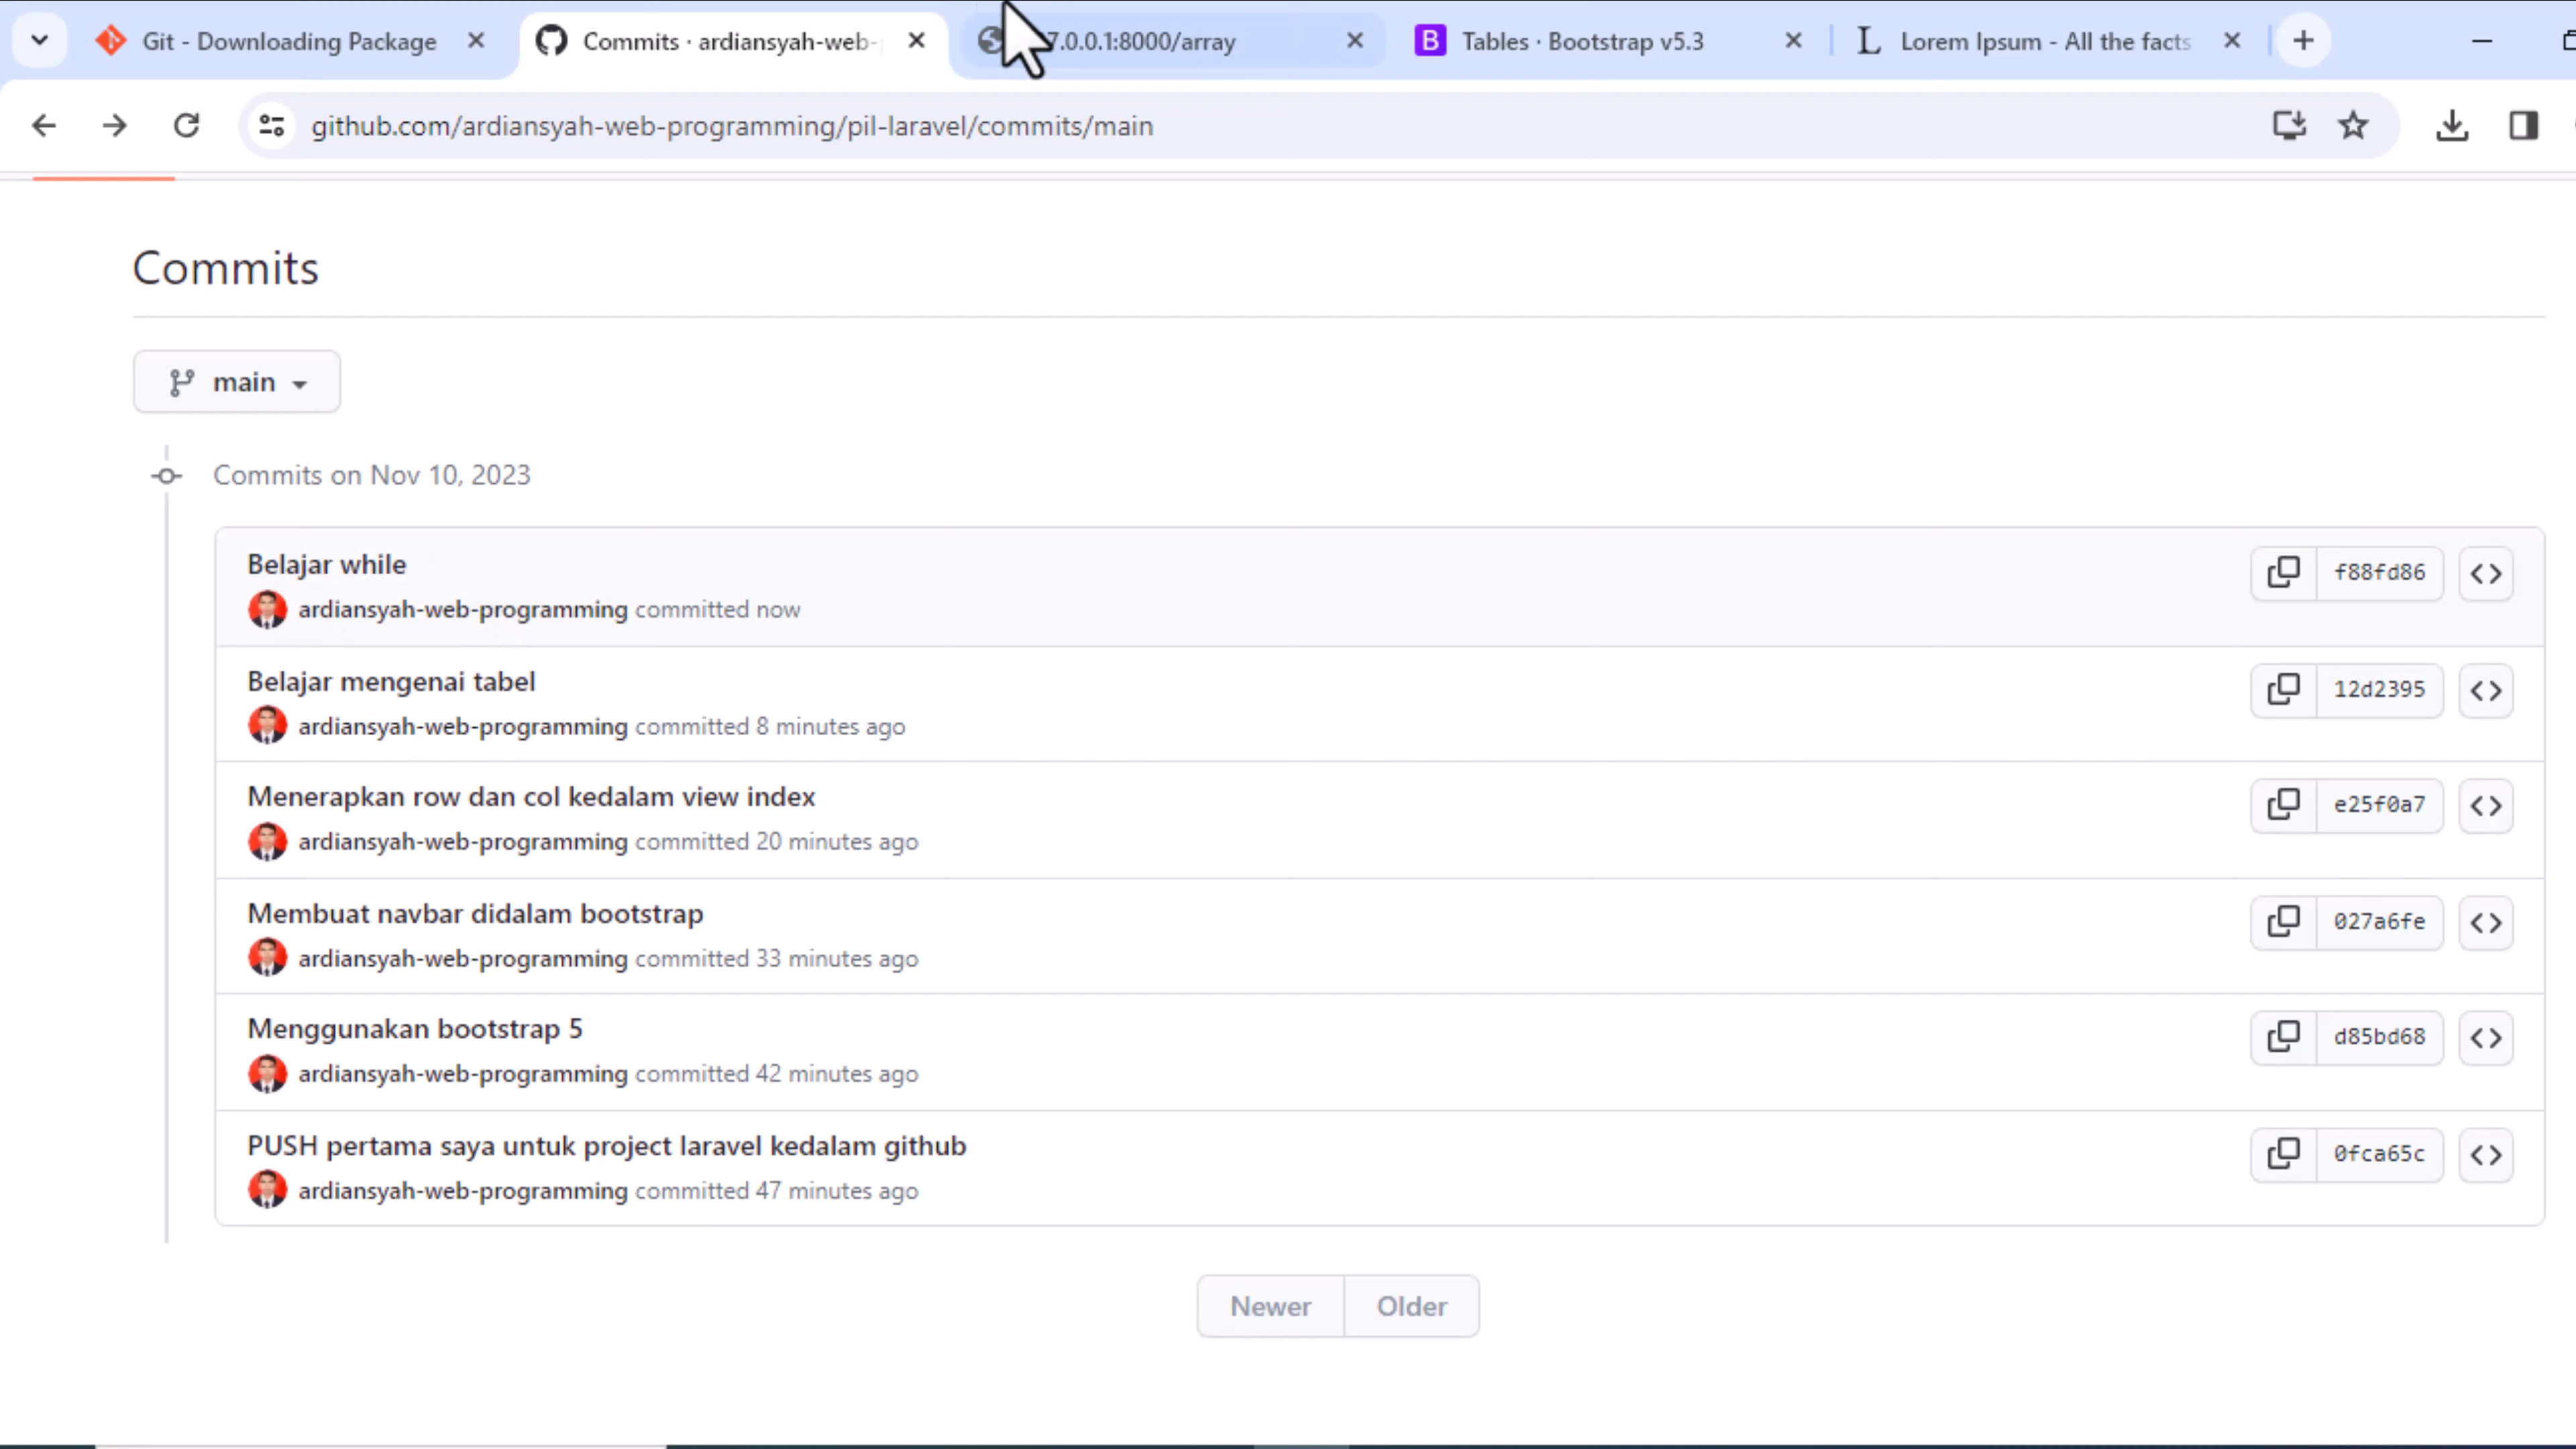 Git - Downloading Package
Commits · ardiansyah-web-
7.0.0.1:8000/array
Tables · Bootstrap v5.3
Lorem Ipsum - All the facts
github.com/ardiansyah-web-programming/pil-laravel/commits/main
Commits
main
Commits on Nov 10, 2023
Belajar while
ardiansyah-web-programming committed now
f88fd86
Belajar mengenai tabel
ardiansyah-web-programming committed 8 minutes ago
12d2395
Menerapkan row dan col kedalam view index
ardiansyah-web-programming committed 20 minutes ago
e25f0a7
Membuat navbar didalam bootstrap
ardiansyah-web-programming committed 33 minutes ago
027a6fe
Menggunakan bootstrap 5
ardiansyah-web-programming committed 42 minutes ago
d85bd68
PUSH pertama saya untuk project laravel kedalam github
ardiansyah-web-programming committed 47 minutes ago
0fca65c
Newer
Older